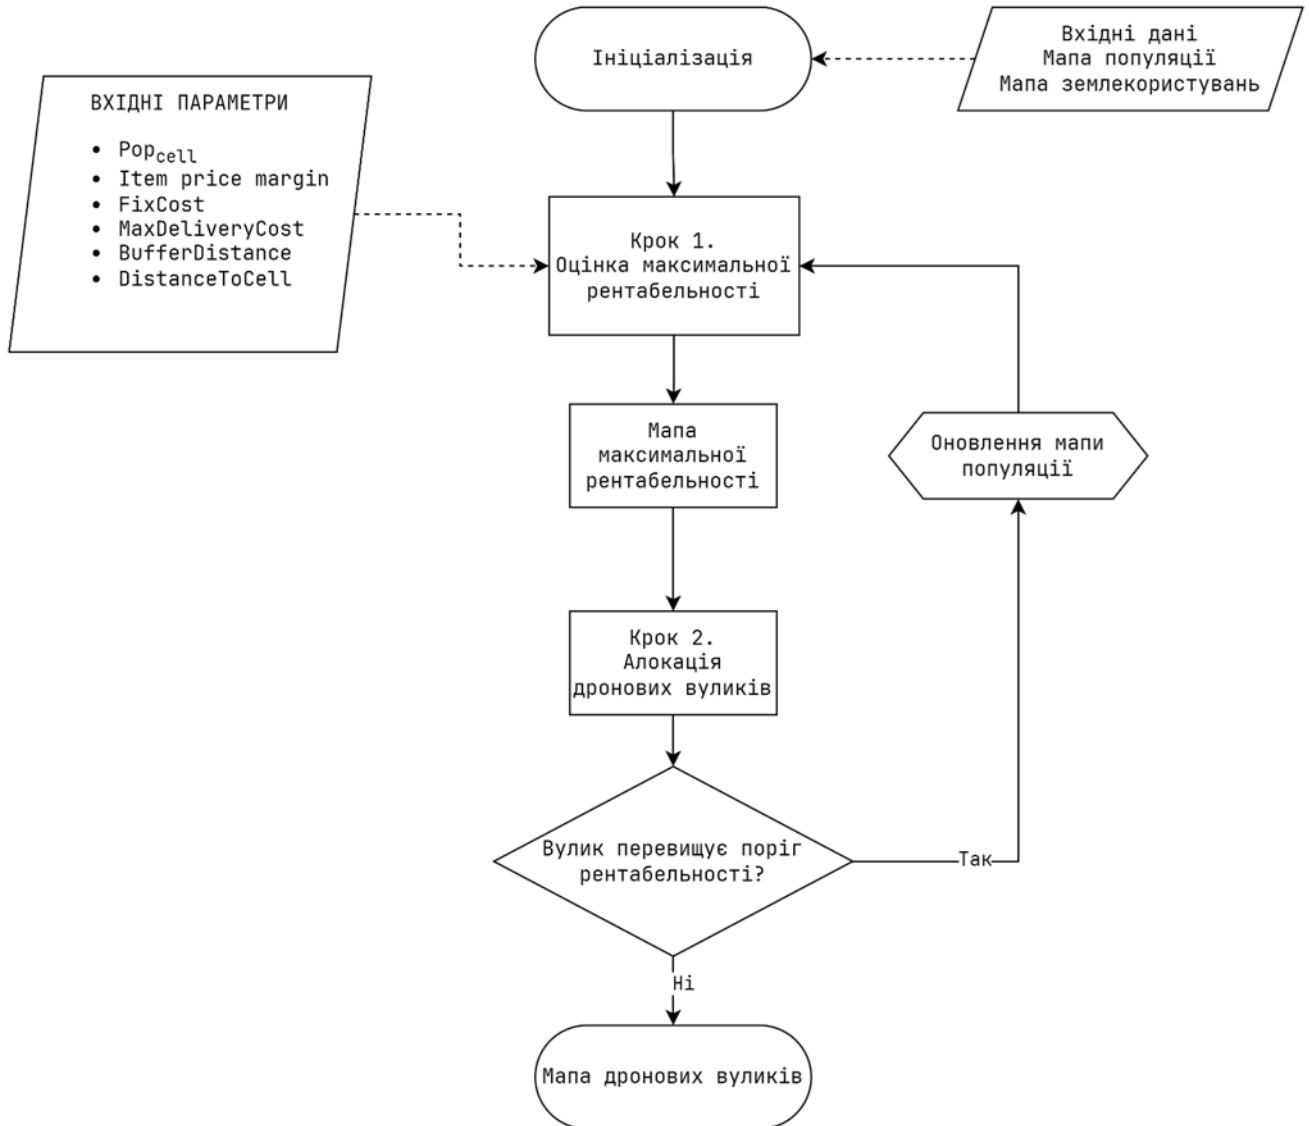 Ініціалізація
Вхідні дані
Мапа популяції
Мапа землекористувань
ВХІДНІ ПАРАМЕТРИ
• Pop_cell
• Item price margin
• FixCost
• MaxDeliveryCost
• BufferDistance
• DistanceToCell
Крок 1.
Оцінка максимальної
рентабельності
Мапа
максимальної
рентабельності
Оновлення мапи
популяції
Крок 2.
Алокація
дронових вуликів
Вулик перевищує поріг
рентабельності?
Так
Ні
Мапа дронових вуликів